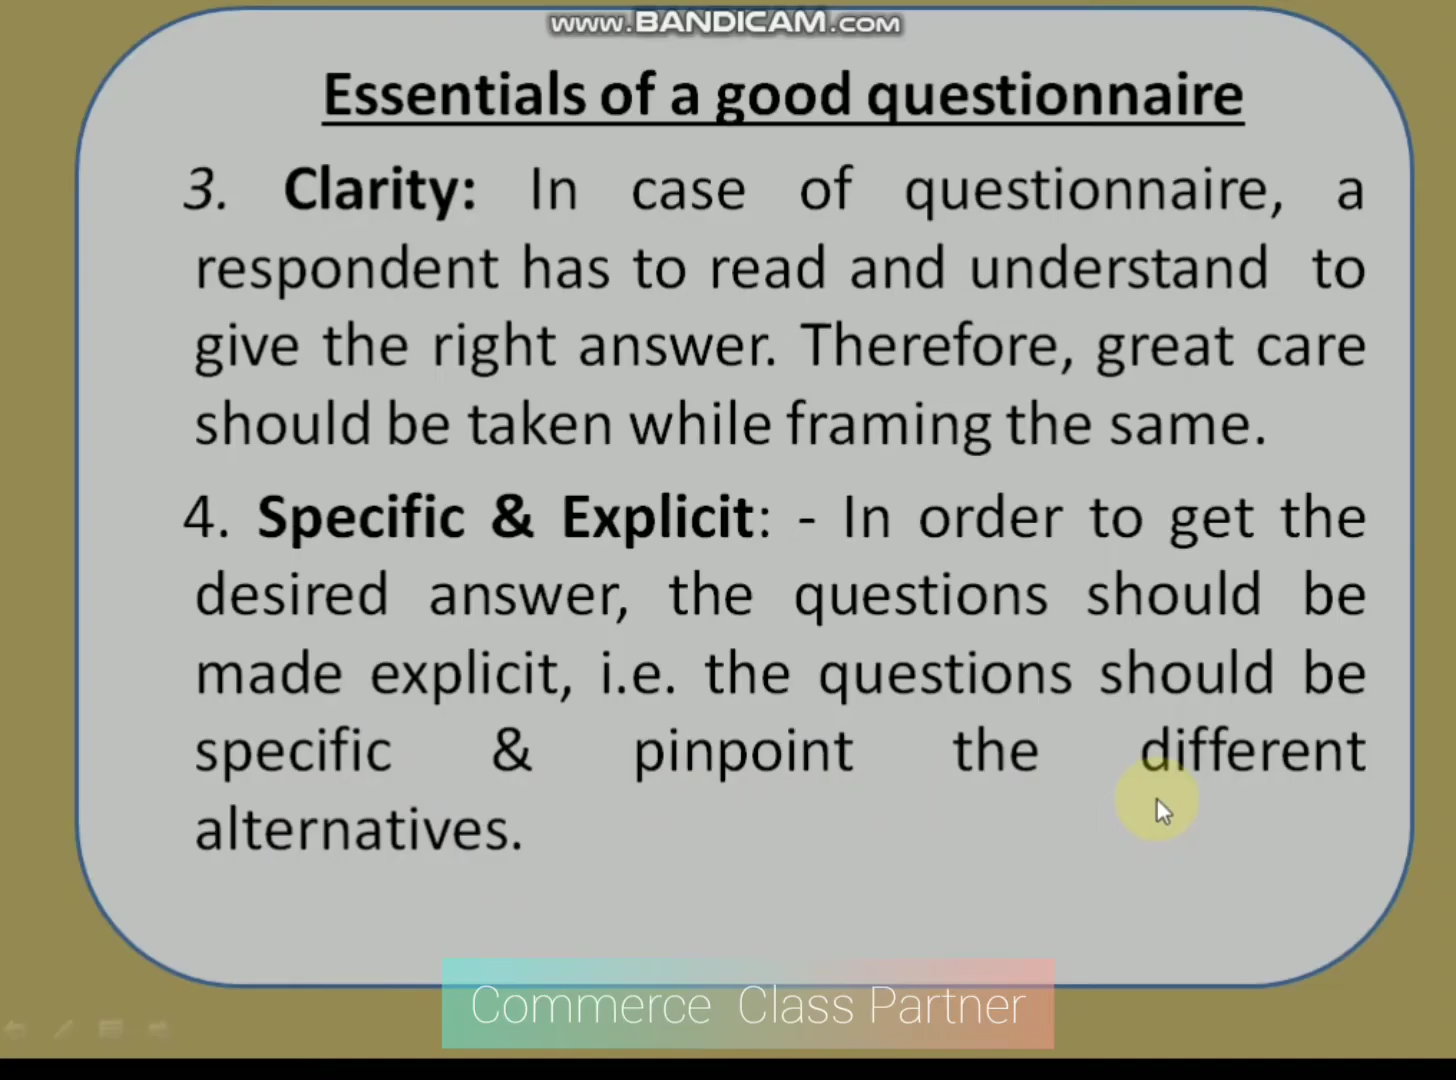 www.BANDICAM.com
Essentials of a good questionnaire
3. Clarity: In case of questionnaire, a
respondent has to read and understand to
give the right answer. Therefore, great care
should be taken while framing the same.
4. Specific & Explicit: - In order to get the
desired answer, the questions should be
made explicit, i.e. the questions should be
specific & pinpoint the different
alternatives.
Commerce Class Partner